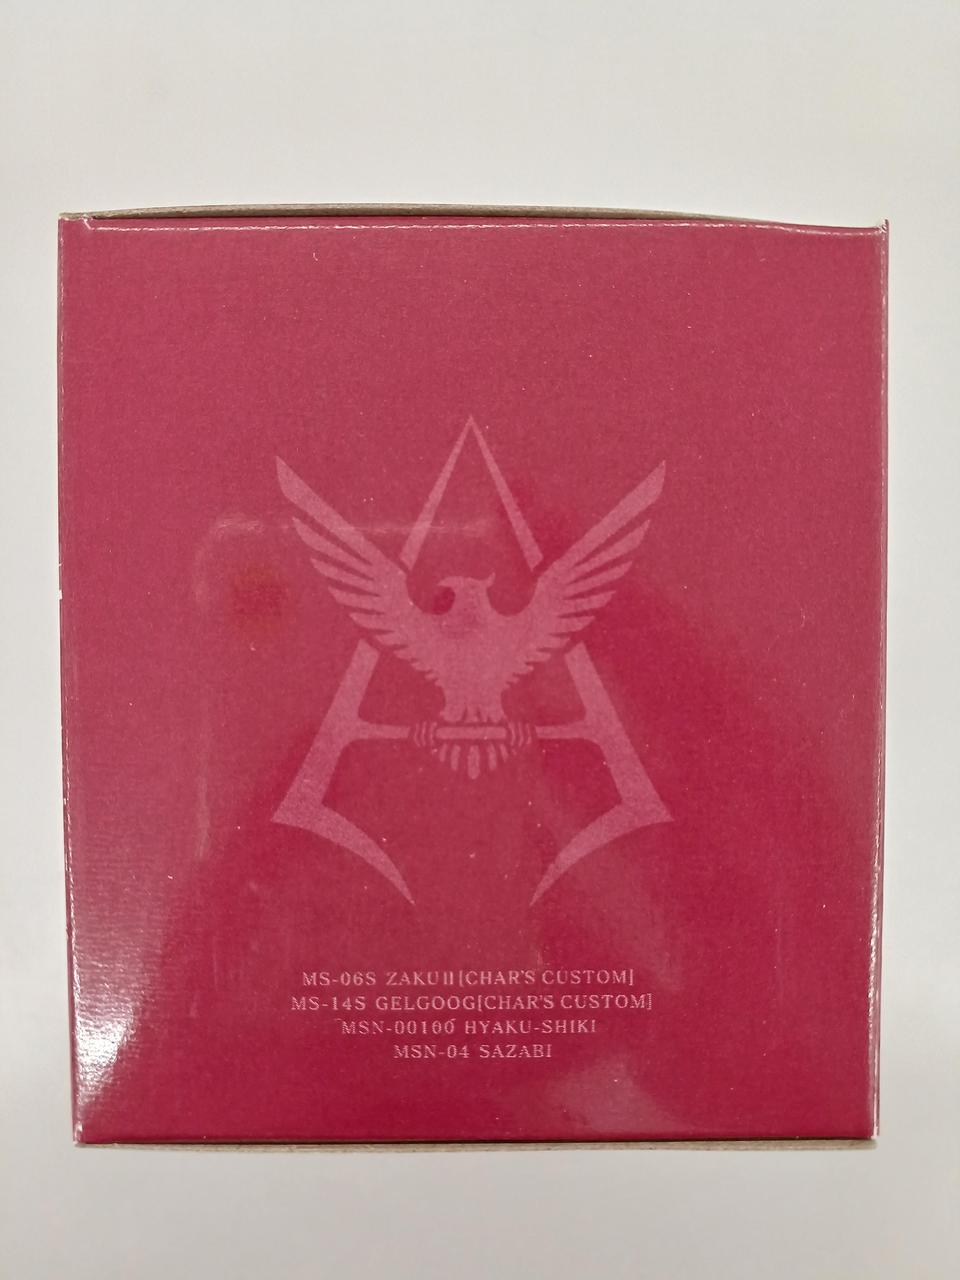 MS-06S ZAKUII[CHAR'S CUSTOM]
MS-14S GELGOOG[CHAR'S CUSTOM]
MSN-00100 HYAKU-SHIKI
MSN-04 SAZABI